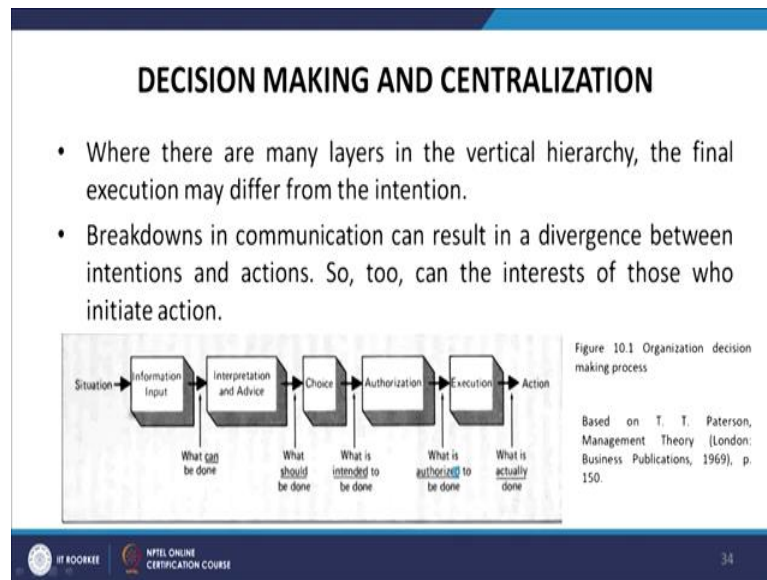 DECISION MAKING AND CENTRALIZATION
• Where there are many layers in the vertical hierarchy, the final
execution may differ from the intention.
• Breakdowns in communication can result in a divergence between
intentions and actions. So, too, can the interests of those who
initiate action.
Situation
Information
Input
Interpretation
and Advice
Choice
Authorization
Execution
Action
What can
be done
What
should
be done
What is
intended to
be done
What is
authorized to
be done
What is
actually
done
Figure 10.1 Organization decision
making process
Based on T. T. Paterson,
Management Theory (London:
Business Publications, 1969), p.
150.
IIT ROORKEE
NPTEL ONLINE
CERTIFICATION COURSE
34